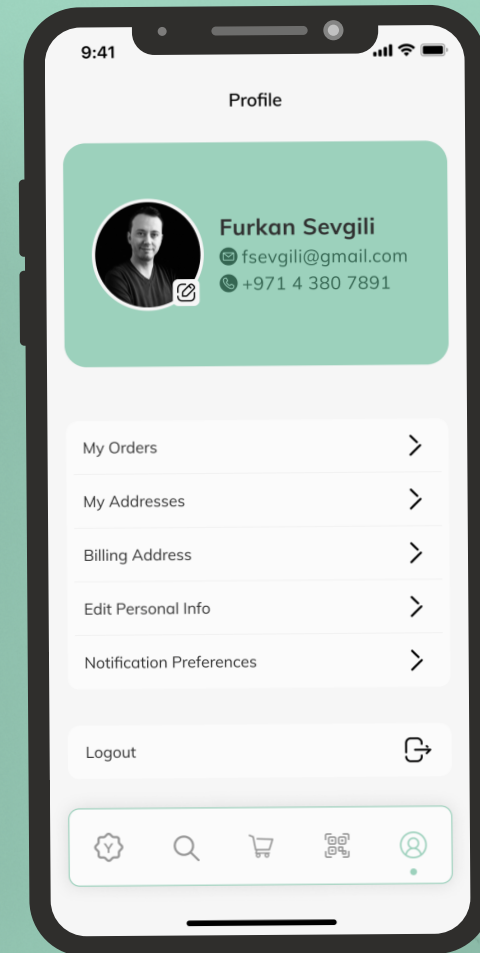 9:41
Profile
Furkan Sevgili
fsevgili@gmail.com
+971 4 380 7891
My Orders
My Addresses
Billing Address
Edit Personal Info
Notification Preferences
Logout
Y